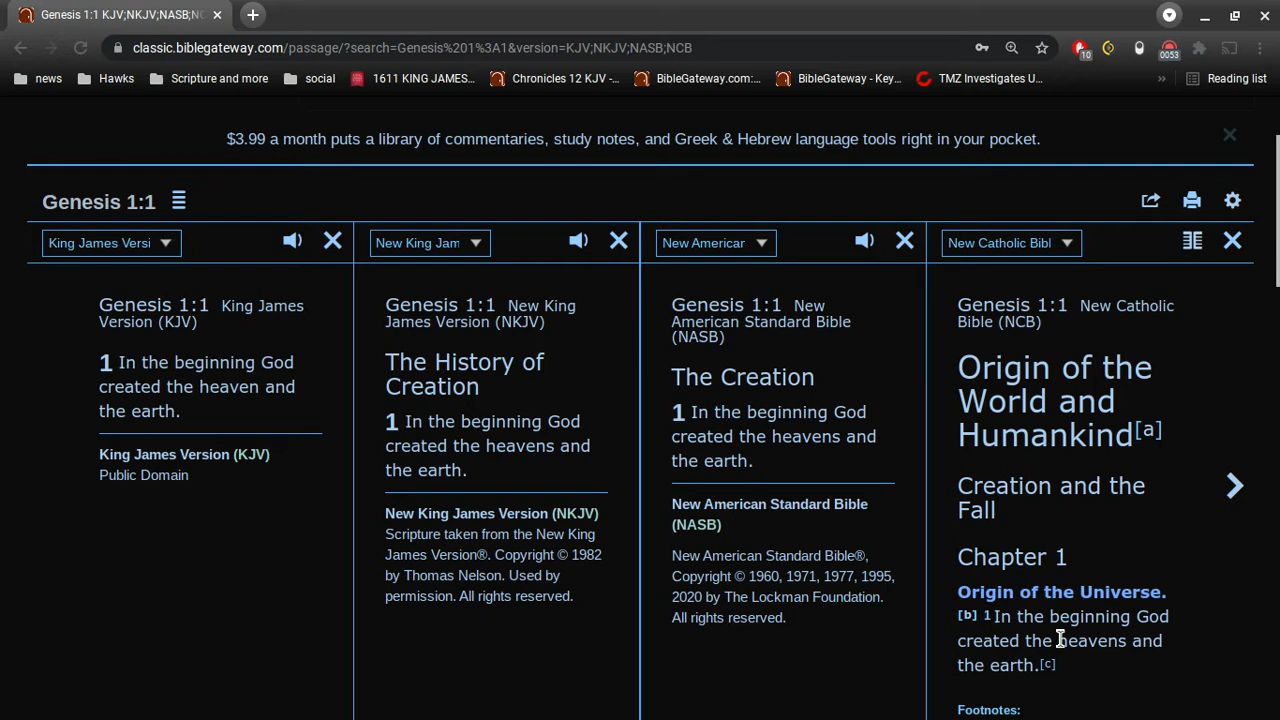 Genesis 1:1 KJV;NKJV;NASB;NC
classic.biblegateway.com/passage/?search=Genesis%201%3A1&version=KJV;NKJV;NASB;NCB
10
0053
news
Hawks
Scripture and more
social
1611 KING JAMES...
Chronicles 12 KJV -...
BibleGateway.com:...
BibleGateway - Key...
TMZ Investigates U...
»
Reading list
$3.99 a month puts a library of commentaries, study notes, and Greek & Hebrew language tools right in your pocket.
Genesis 1:1
King James Versi
New King Jam
New American
New Catholic Bibl
Genesis 1:1 King James
Version (KJV)
1 In the beginning God
created the heaven and
the earth.
King James Version (KJV)
Public Domain
Genesis 1:1 New King
James Version (NKJV)
The History of
Creation
1 In the beginning God
created the heavens and
the earth.
New King James Version (NKJV)
Scripture taken from the New King
James Version®. Copyright © 1982
by Thomas Nelson. Used by
permission. All rights reserved.
Genesis 1:1 New
American Standard Bible
(NASB)
The Creation
1 In the beginning God
created the heavens and
the earth.
New American Standard Bible
(NASB)
New American Standard Bible®,
Copyright © 1960, 1971, 1977, 1995,
2020 by The Lockman Foundation.
All rights reserved.
Genesis 1:1 New Catholic
Bible (NCB)
Origin of the
World and
Humankind[a]
Creation and the
Fall
Chapter 1
Origin of the Universe.
[b] 1 In the beginning God
created the heavens and
the earth.[c]
Footnotes: